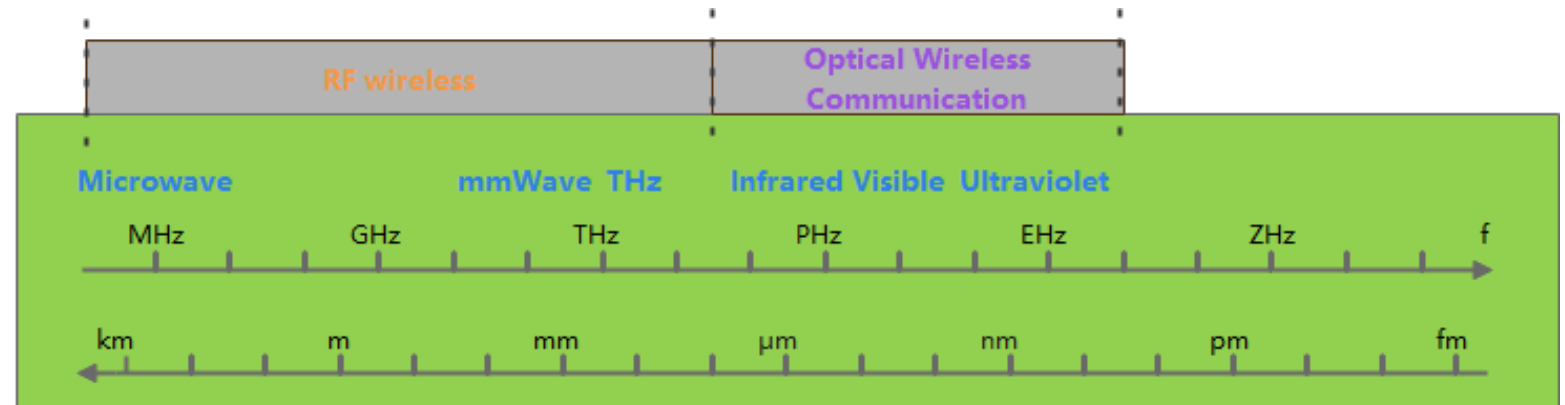 RF wireless
Optical Wireless
Communication
Microwave mmWave THz Infrared Visible Ultraviolet
MHz GHz THz PHz EHz ZHz f
km m mm μm nm pm fm